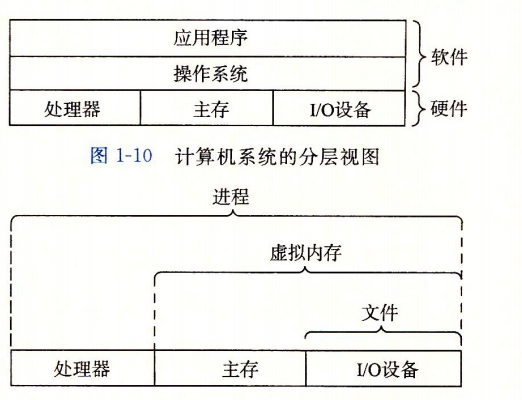 应用程序
软件
操作系统
处理器 主存 I/O设备 硬件
图 1-10 计算机系统的分层视图
进程
虚拟内存
文件
处理器 主存 I/O设备